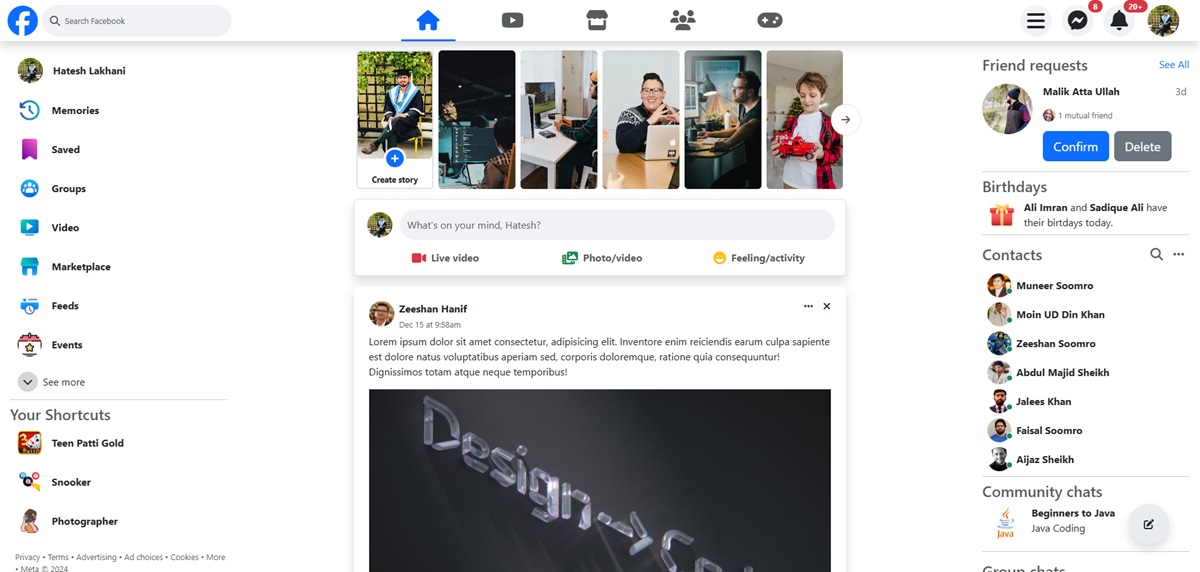 Search Facebook
8
20+
Hatesh Lakhani
Memories
Saved
Groups
Video
Marketplace
Feeds
Events
See more
Your Shortcuts
Teen Patti Gold
Snooker
Photographer
Privacy • Terms • Advertising • Ad choices • Cookies • More
• Meta © 2024
Create story
What's on your mind, Hatesh?
Live video
Photo/video
Feeling/activity
Zeeshan Hanif
Dec 15 at 9:58am
Lorem ipsum dolor sit amet consectetur, adipisicing elit. Inventore enim reiciendis earum culpa sapiente
est dolore natus voluptatibus aperiam sed, corporis doloremque, ratione quia consequuntur!
Dignissimos totam atque neque temporibus!
Design
Friend requests
See All
Malik Atta Ullah
3d
1 mutual friend
Confirm
Delete
Birthdays
Ali Imran and Sadique Ali have
their birtdays today.
Contacts
Muneer Soomro
Moin UD Din Khan
Zeeshan Soomro
Abdul Majid Sheikh
Jalees Khan
Faisal Soomro
Aijaz Sheikh
Community chats
Java
Beginners to Java
Java Coding
Group chats